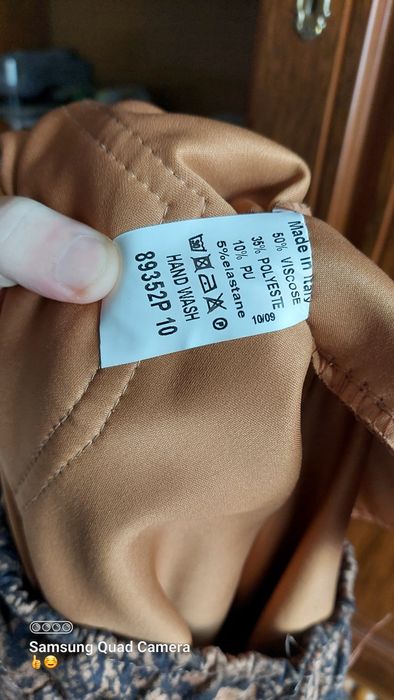 Made in Italy
50% VISCOSE
35% POLYESTE
10% PU
5%elastane
10/09
P
HAND WASH
89352P 10
Samsung Quad Camera
👍😋